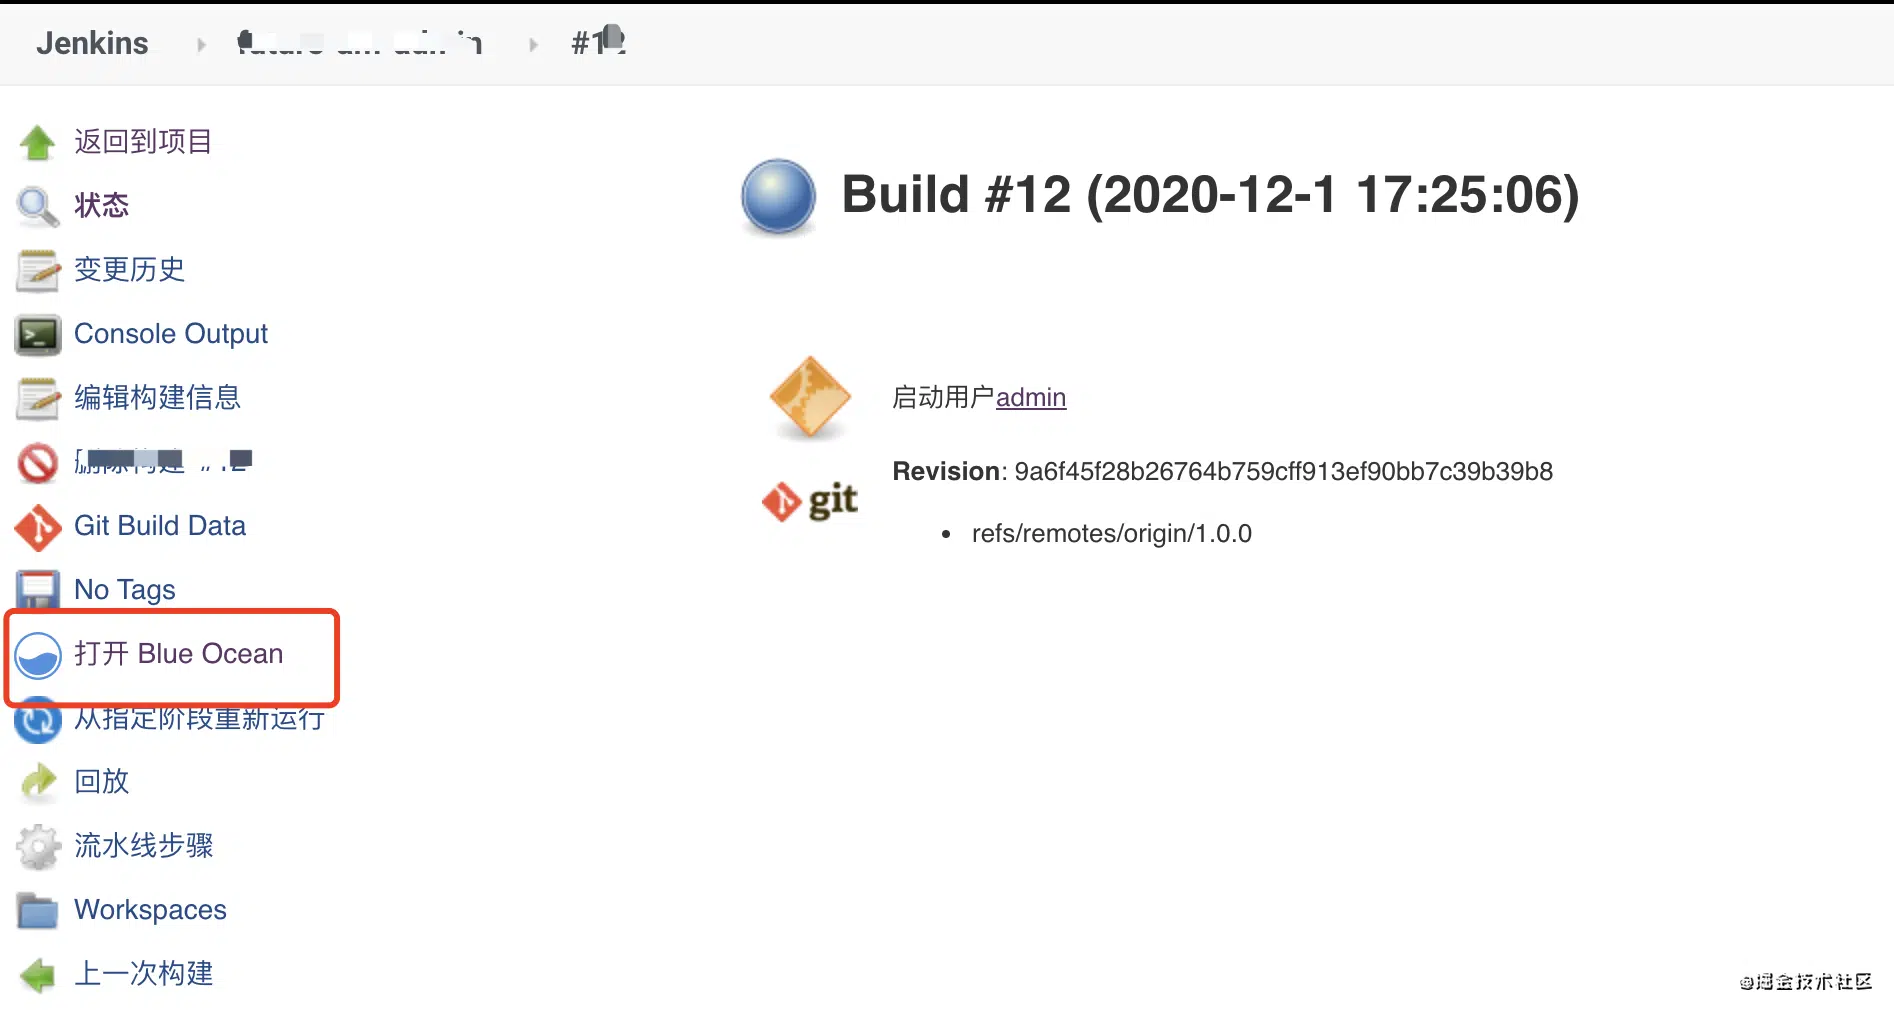 Jenkins
返回到项目
状态
变更历史
Console Output
编辑构建信息
删除构建
Git Build Data
No Tags
打开 Blue Ocean
从指定阶段重新运行
回放
流水线步骤
Workspaces
上一次构建
Build #12 (2020-12-1 17:25:06)
启动用户admin
git
Revision: 9a6f45f28b26764b759cff913ef90bb7c39b39b8
refs/remotes/origin/1.0.0
@掘金技术社区